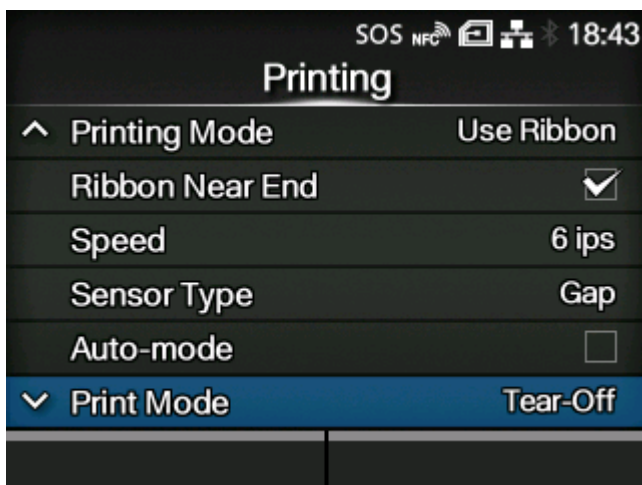 SOS NFC 18:43
Printing
Printing Mode Use Ribbon
Ribbon Near End
Speed 6 ips
Sensor Type Gap
Auto-mode
Print Mode Tear-Off